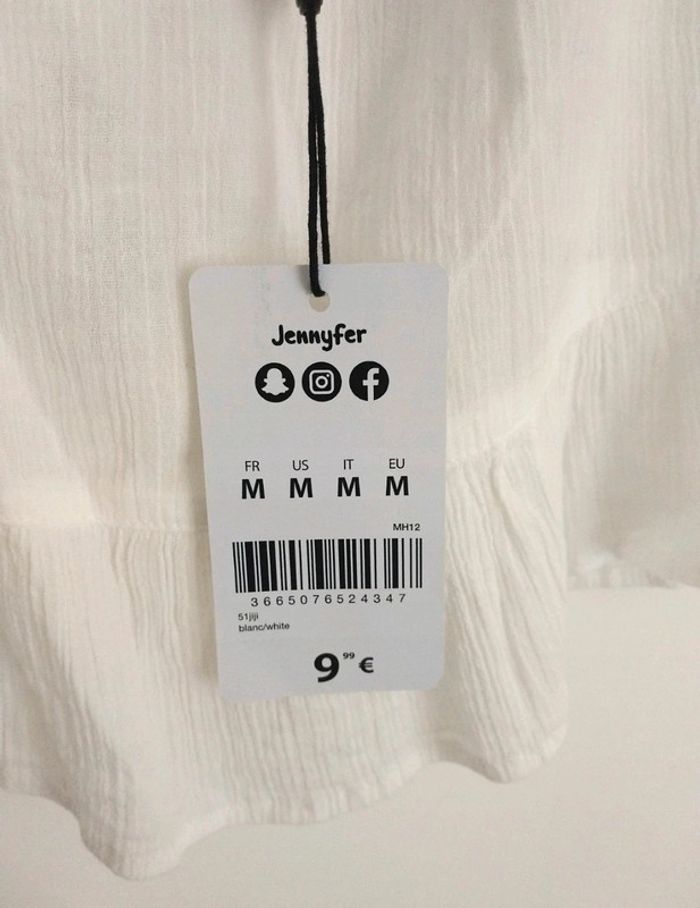 Jennyfer
FR US IT EU
M M M M
MH12
3665076524347
51jiji
blanc/white
9,99 €